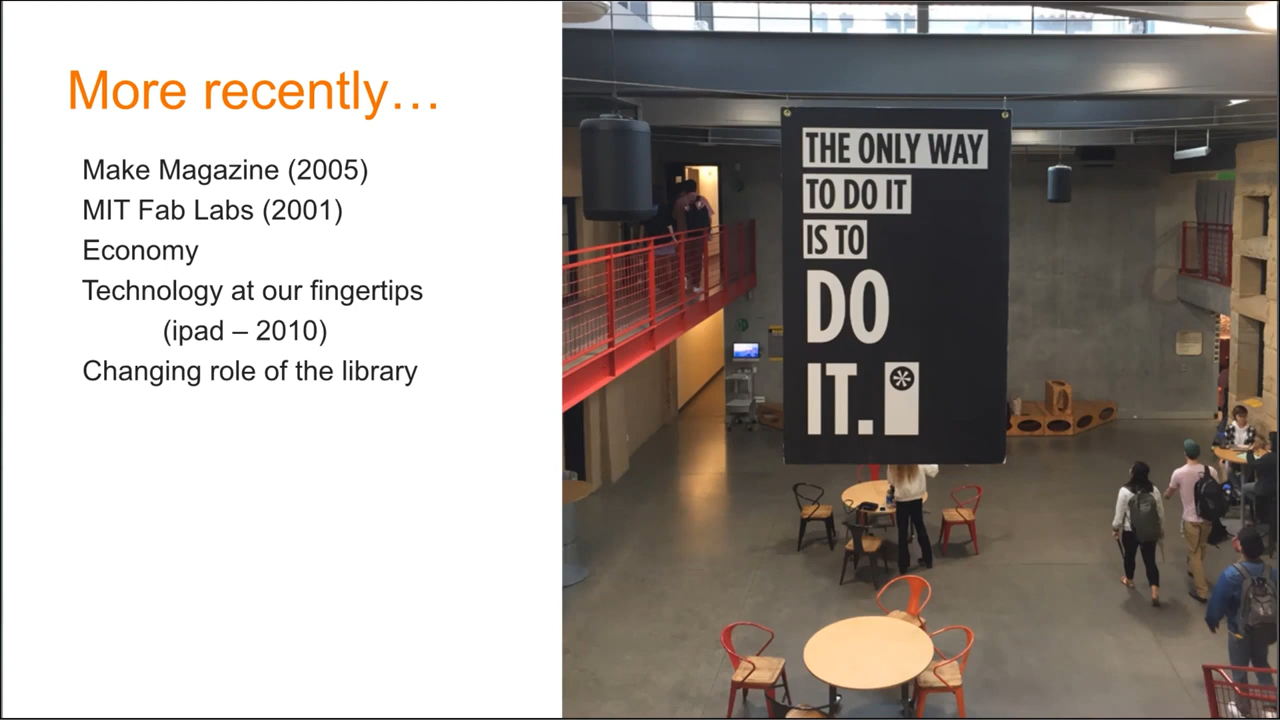 More recently…
Make Magazine (2005)
MIT Fab Labs (2001)
Economy
Technology at our fingertips
(ipad – 2010)
Changing role of the library
THE ONLY WAY
TO DO IT
IS TO
DO
IT.